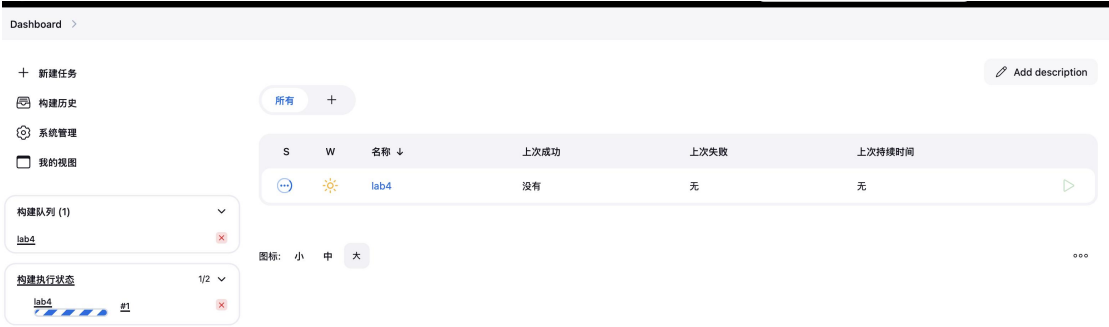 Dashboard
新建任务
构建历史
系统管理
我的视图
构建队列 (1)
lab4
构建执行状态 1/2
lab4 #1
Add description
所有
S W 名称 ↓ 上次成功 上次失败 上次持续时间
lab4 没有 无 无
图标: 小 中 大